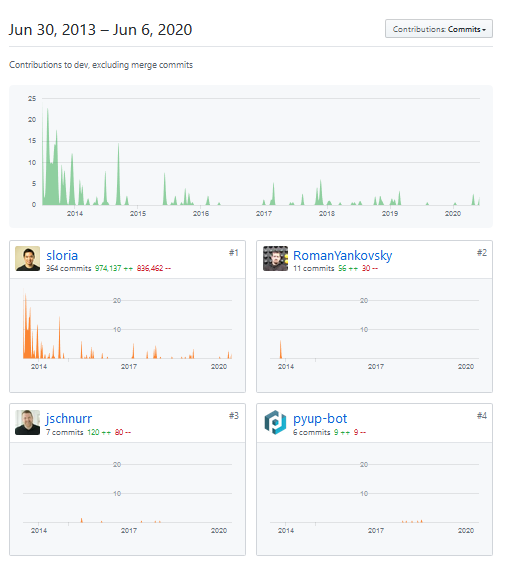 Jun 30, 2013 – Jun 6, 2020
Contributions: Commits
Contributions to dev, excluding merge commits
25
20
15
10
5
0
2014 2015 2016 2017 2018 2019 2020
sloria #1
364 commits 974,137 ++ 836,462 --
20
10
2014 2017 2020
RomanYankovsky #2
11 commits 56 ++ 30 --
20
10
2014 2017 2020
jschnurr #3
7 commits 120 ++ 80 --
20
10
2014 2017 2020
pyup-bot #4
6 commits 9 ++ 9 --
20
10
2014 2017 2020